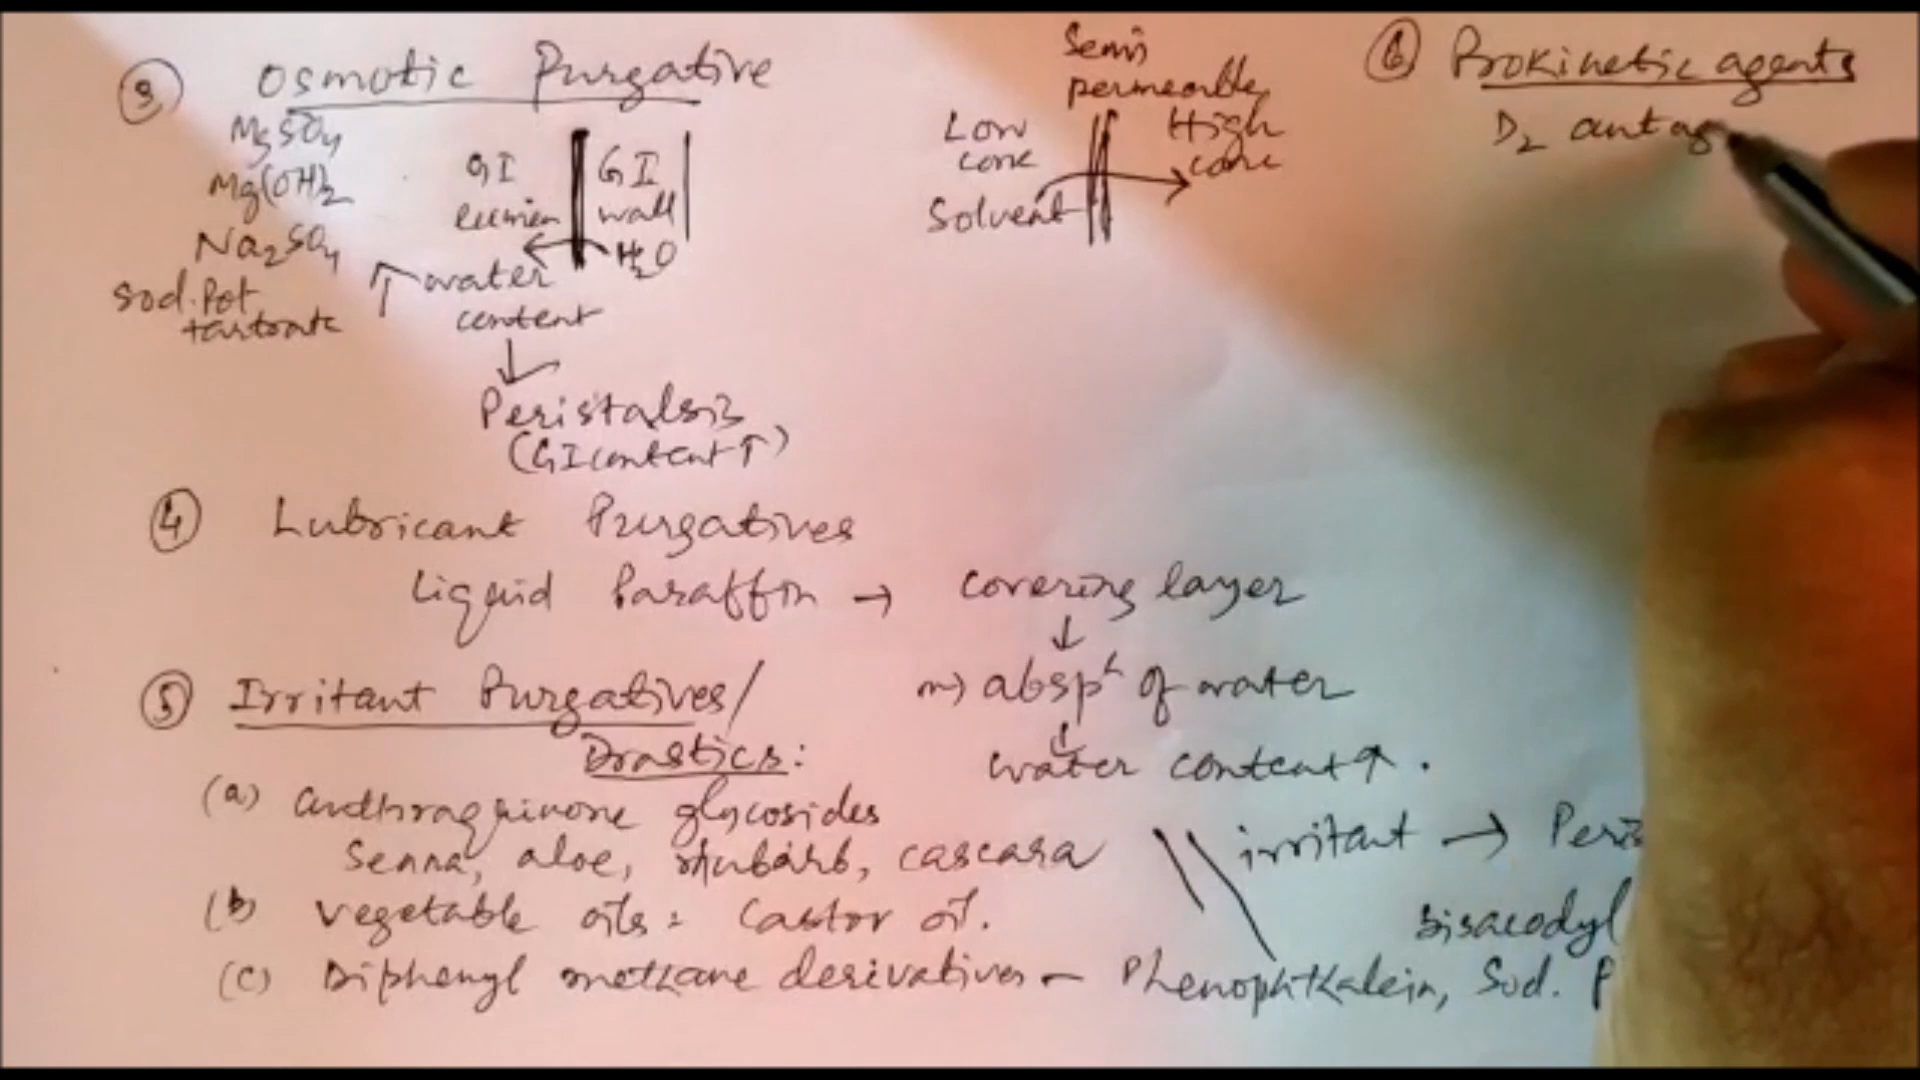 ③ Osmotic Purgative
MgSO4
Mg(OH)2
Na2SO4
Sod. Pot
tartrate
GI
lumen
GI
wall
H2O
↑ water
content
↓
Peristalsis
(GI content ↑)
Semi
permeable
Low
conc
High
conc
Solvent
⑥ Prokinetic agents
D2 antag
④ Lubricant Purgatives
Liquid Paraffin → covering layer
↓
absp of water
↓
water content ↑ .
⑤ Irritant Purgatives/
Drastics:
(a) anthraquinone glycosides
Senna, aloe, rhubarb, cascara
irritant → Peris
(b) vegetable oils = Castor oil.
Bisacodyl
(c) Diphenyl methane derivatives – Phenophthalein, Sod. P